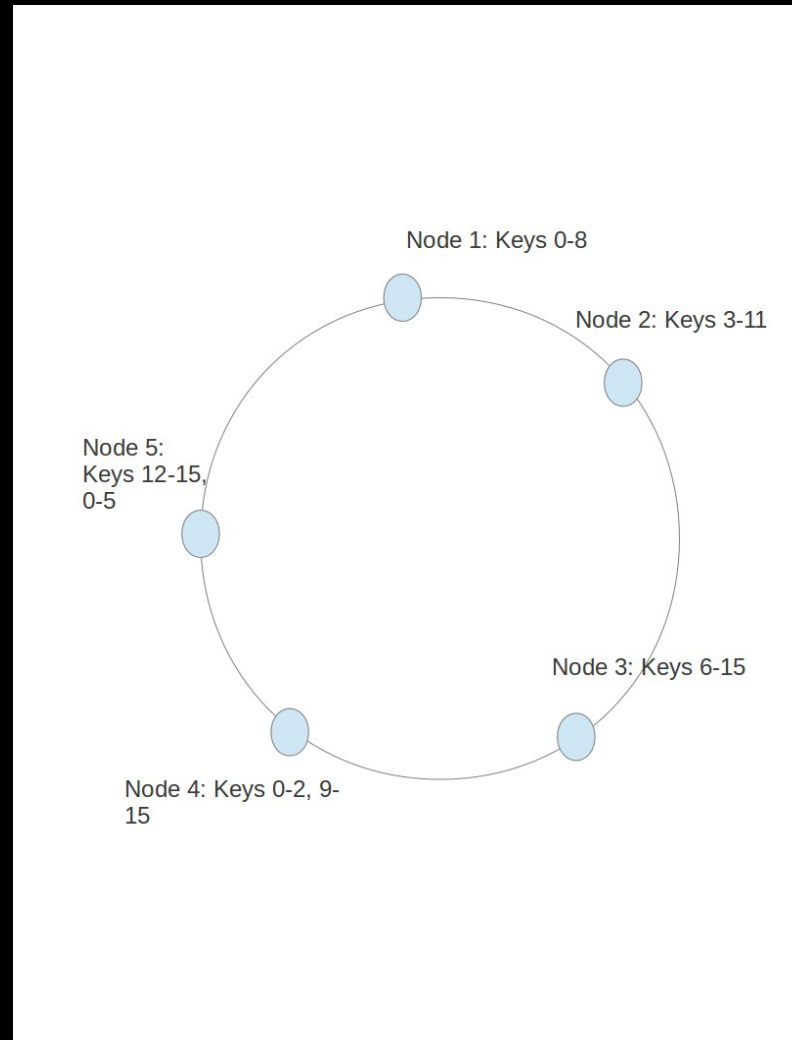 Node 1: Keys 0-8
Node 2: Keys 3-11
Node 5:
Keys 12-15,
0-5
Node 3: Keys 6-15
Node 4: Keys 0-2, 9-
15